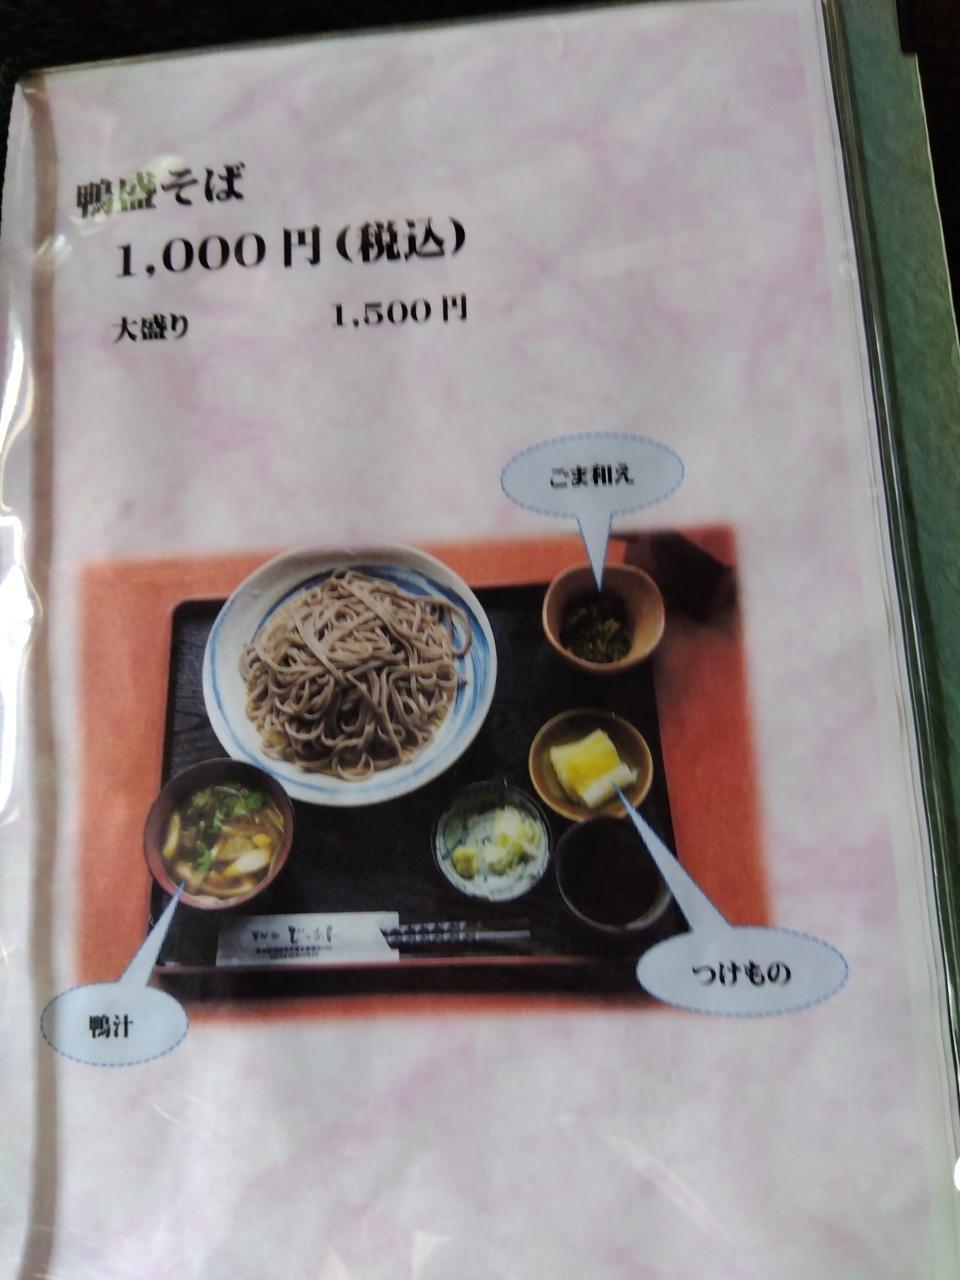 鴨盛そば
1,000円(税込)
大盛り 1,500円
ごま和え
つけもの
鴨汁